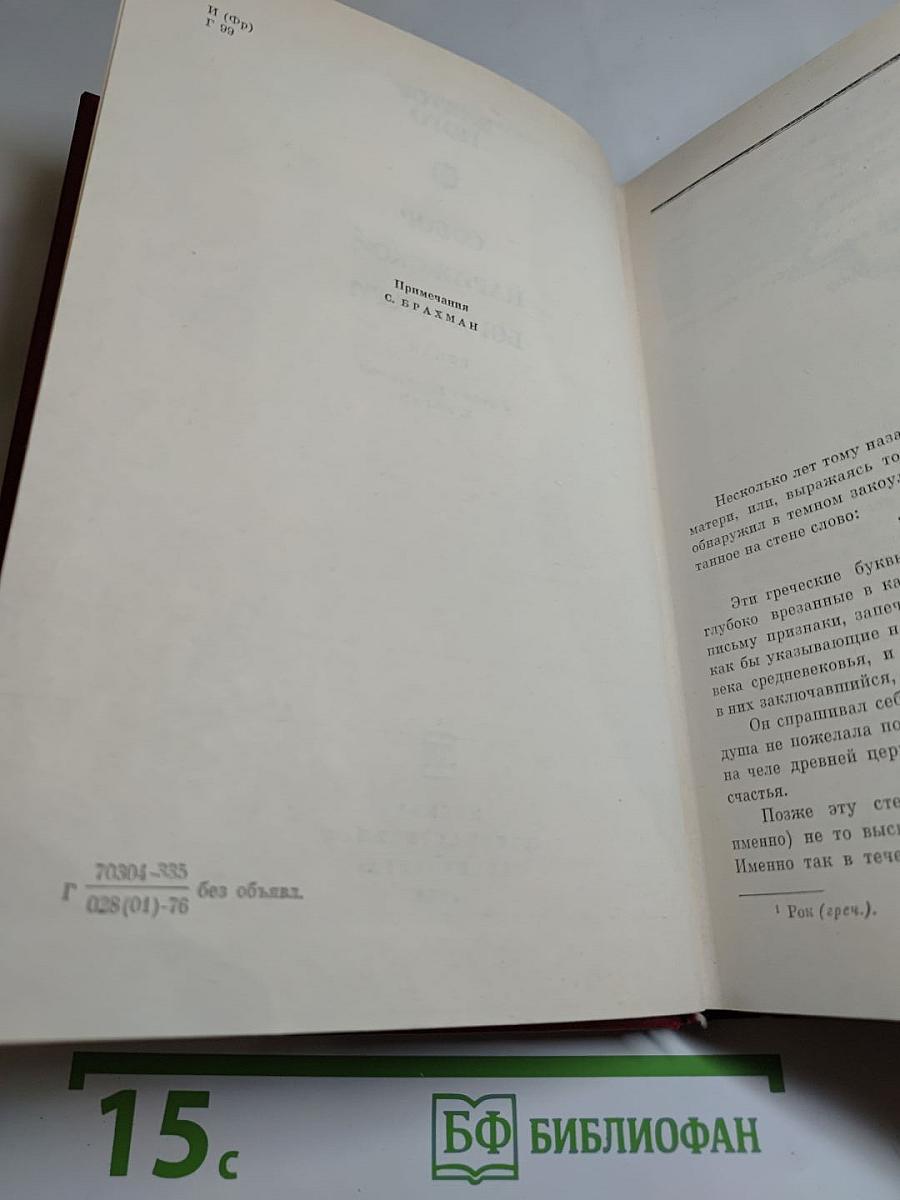 И (Фр)
Г 99
Примечания
С. БРАХМАН
Г 70304-335
028(01)-76 без объявл.
Несколько лет тому наза
матери, или, выражаясь то
обнаружил в темном закоул
танное на стене слово:
Эти греческие буквы
глубоко врезанные в ка
письму признаки, запеч
как бы указывающие н
века средневековья, и
в них заключавшийся,
Он спрашивал себ
душа не пожелала по
на челе древней цер
счастья.
Позже эту сте
именно) не то выск
Именно так в тече
¹ Рок (греч.).
15 с
БФ БИБЛИОФАН